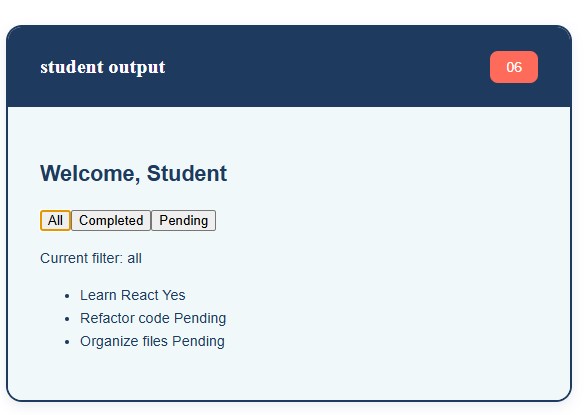 student output
06
Welcome, Student
All Completed Pending
Current filter: all
• Learn React Yes
• Refactor code Pending
• Organize files Pending